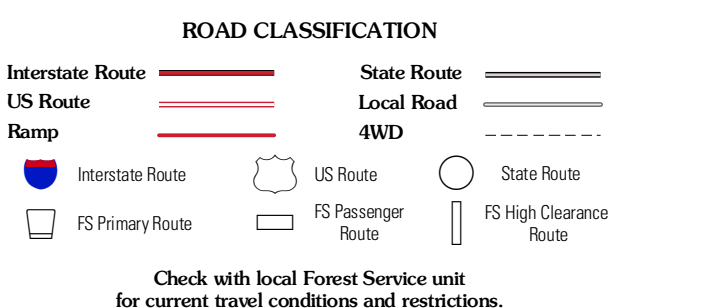 ROAD CLASSIFICATION
Interstate Route
State Route
US Route
Local Road
Ramp
4WD
Interstate Route
US Route
State Route
FS Primary Route
FS Passenger
Route
FS High Clearance
Route
Check with local Forest Service unit
for current travel conditions and restrictions.